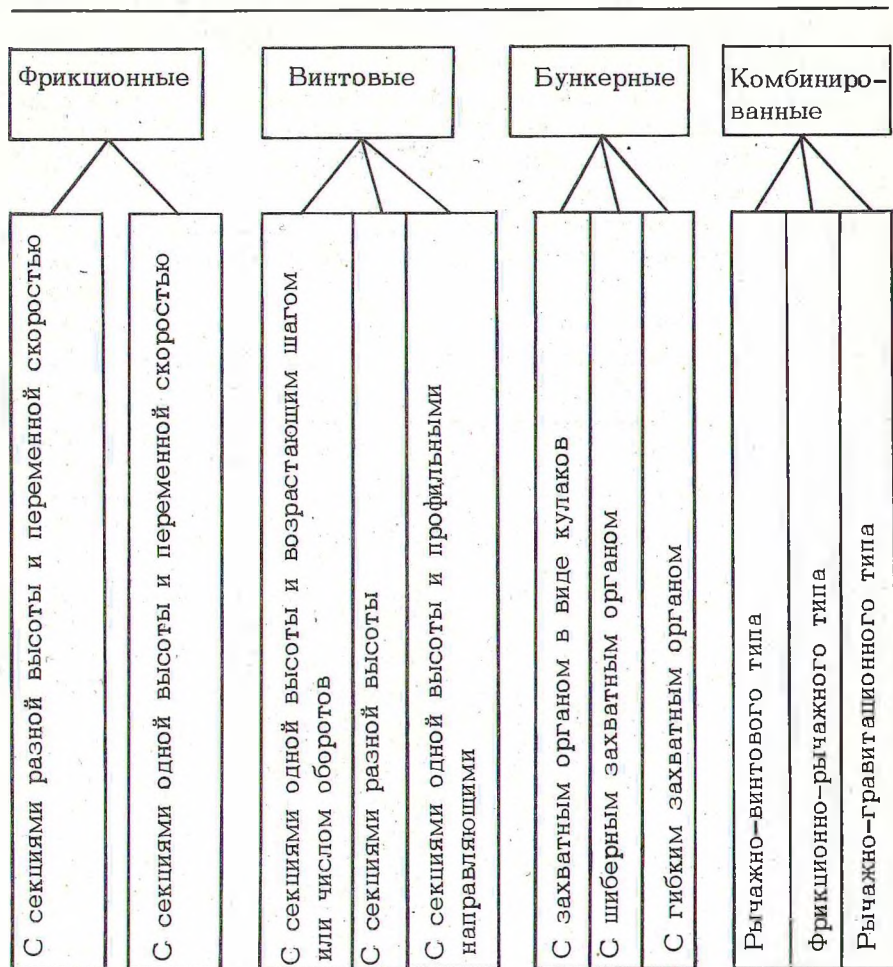 Фрикционные
Винтовые
Бункерные
Комбиниро-
ванные
С секциями разной высоты и переменной скоростью
С секциями одной высоты и переменной скоростью
С секциями одной высоты и возрастающим шагом
или числом оборотов
С секциями разной высоты
С секциями одной высоты и профильными
направляющими
С захватным органом в виде кулаков
С шиберным захватным органом
С гибким захватным органом
Рычажно-винтового типа
Фрикционно-рычажного типа
Рычажно-гравитационного типа